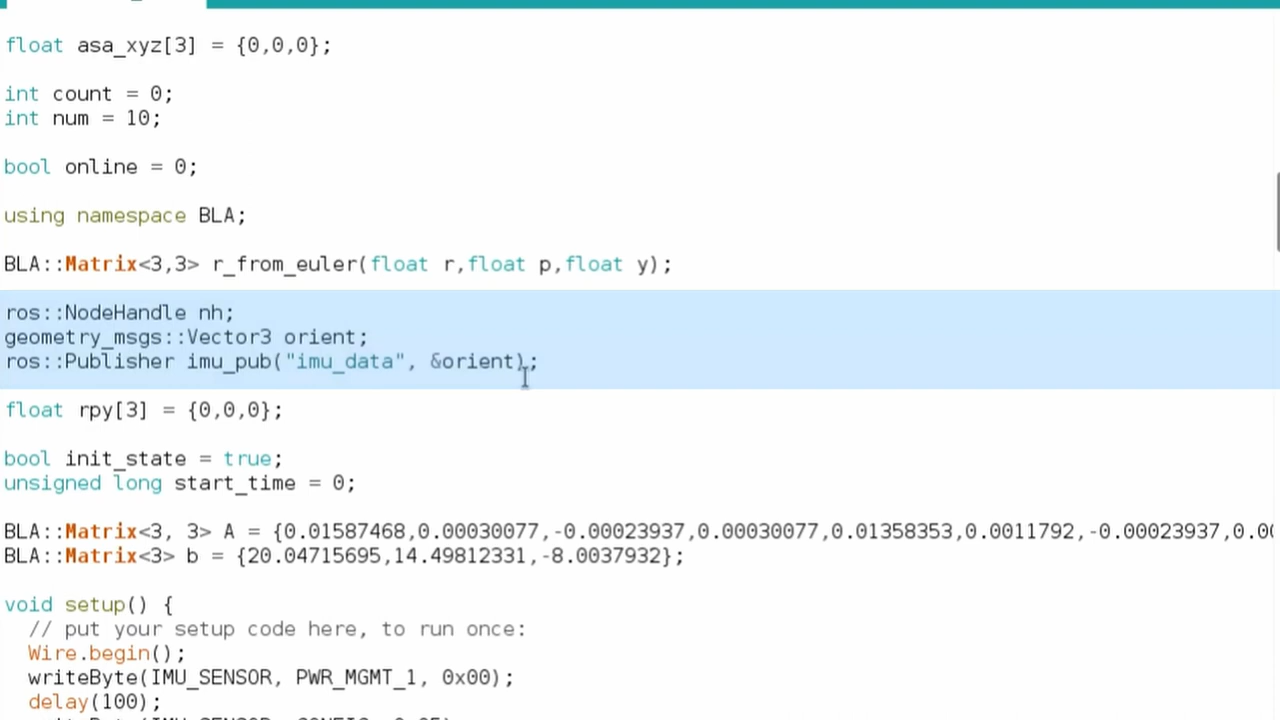 float asa_xyz[3] = {0,0,0};
int count = 0;
int num = 10;
bool online = 0;
using namespace BLA;
BLA::Matrix<3,3> r_from_euler(float r,float p,float y);
ros::NodeHandle nh;
geometry_msgs::Vector3 orient;
ros::Publisher imu_pub("imu_data", &orient);
float rpy[3] = {0,0,0};
bool init_state = true;
unsigned long start_time = 0;
BLA::Matrix<3, 3> A = {0.01587468,0.00030077,-0.00023937,0.00030077,0.01358353,0.0011792,-0.00023937,0.00
BLA::Matrix<3> b = {20.04715695,14.49812331,-8.0037932};
void setup() {
// put your setup code here, to run once:
Wire.begin();
writeByte(IMU_SENSOR, PWR_MGMT_1, 0x00);
delay(100);